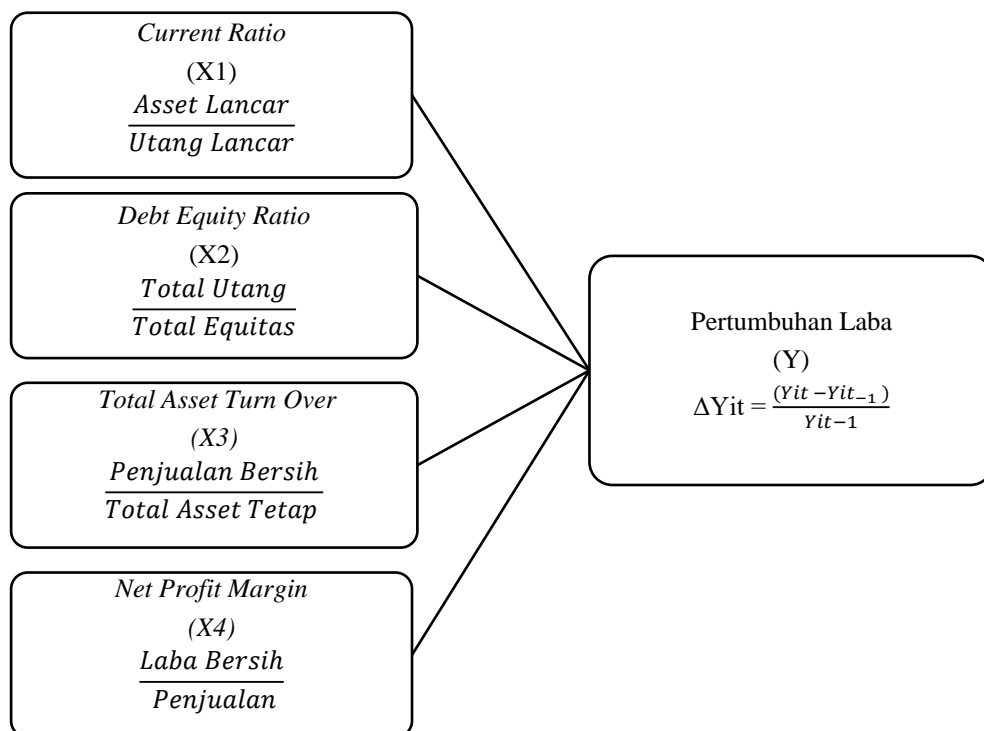 Current Ratio
(X1)
Asset Lancar
Utang Lancar
Debt Equity Ratio
(X2)
Total Utang
Total Equitas
Total Asset Turn Over
(X3)
Penjualan Bersih
Total Asset Tetap
Net Profit Margin
(X4)
Laba Bersih
Penjualan
Pertumbuhan Laba
(Y)
ΔYit = (Yit −Yit₋₁ )
Yit−1